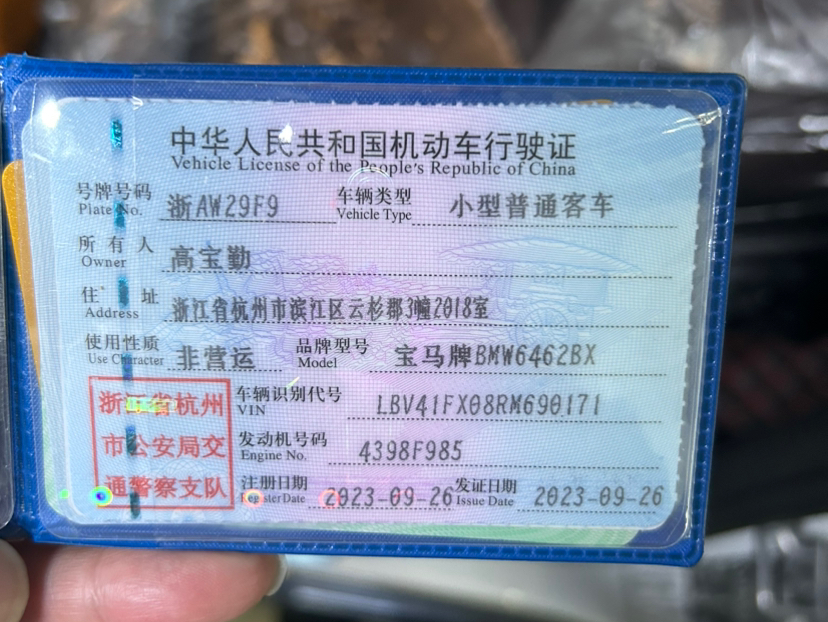 中华人民共和国机动车行驶证
Vehicle License of the People's Republic of China
号牌号码 浙AW29F9 车辆类型 小型普通客车
Plate No. Vehicle Type
所有人 高宝勤
Owner
住址 浙江省杭州市滨江区云杉郡3幢2018室
Address
使用性质 非营运 品牌型号 宝马牌BMW6462BX
Use Character Model
浙江省杭州 车辆识别代号 LBV41FX08RM690171
VIN
市公安局交 发动机号码 4398F985
Engine No.
通警察支队 注册日期 2023-09-26 发证日期 2023-09-26
Register Date Issue Date